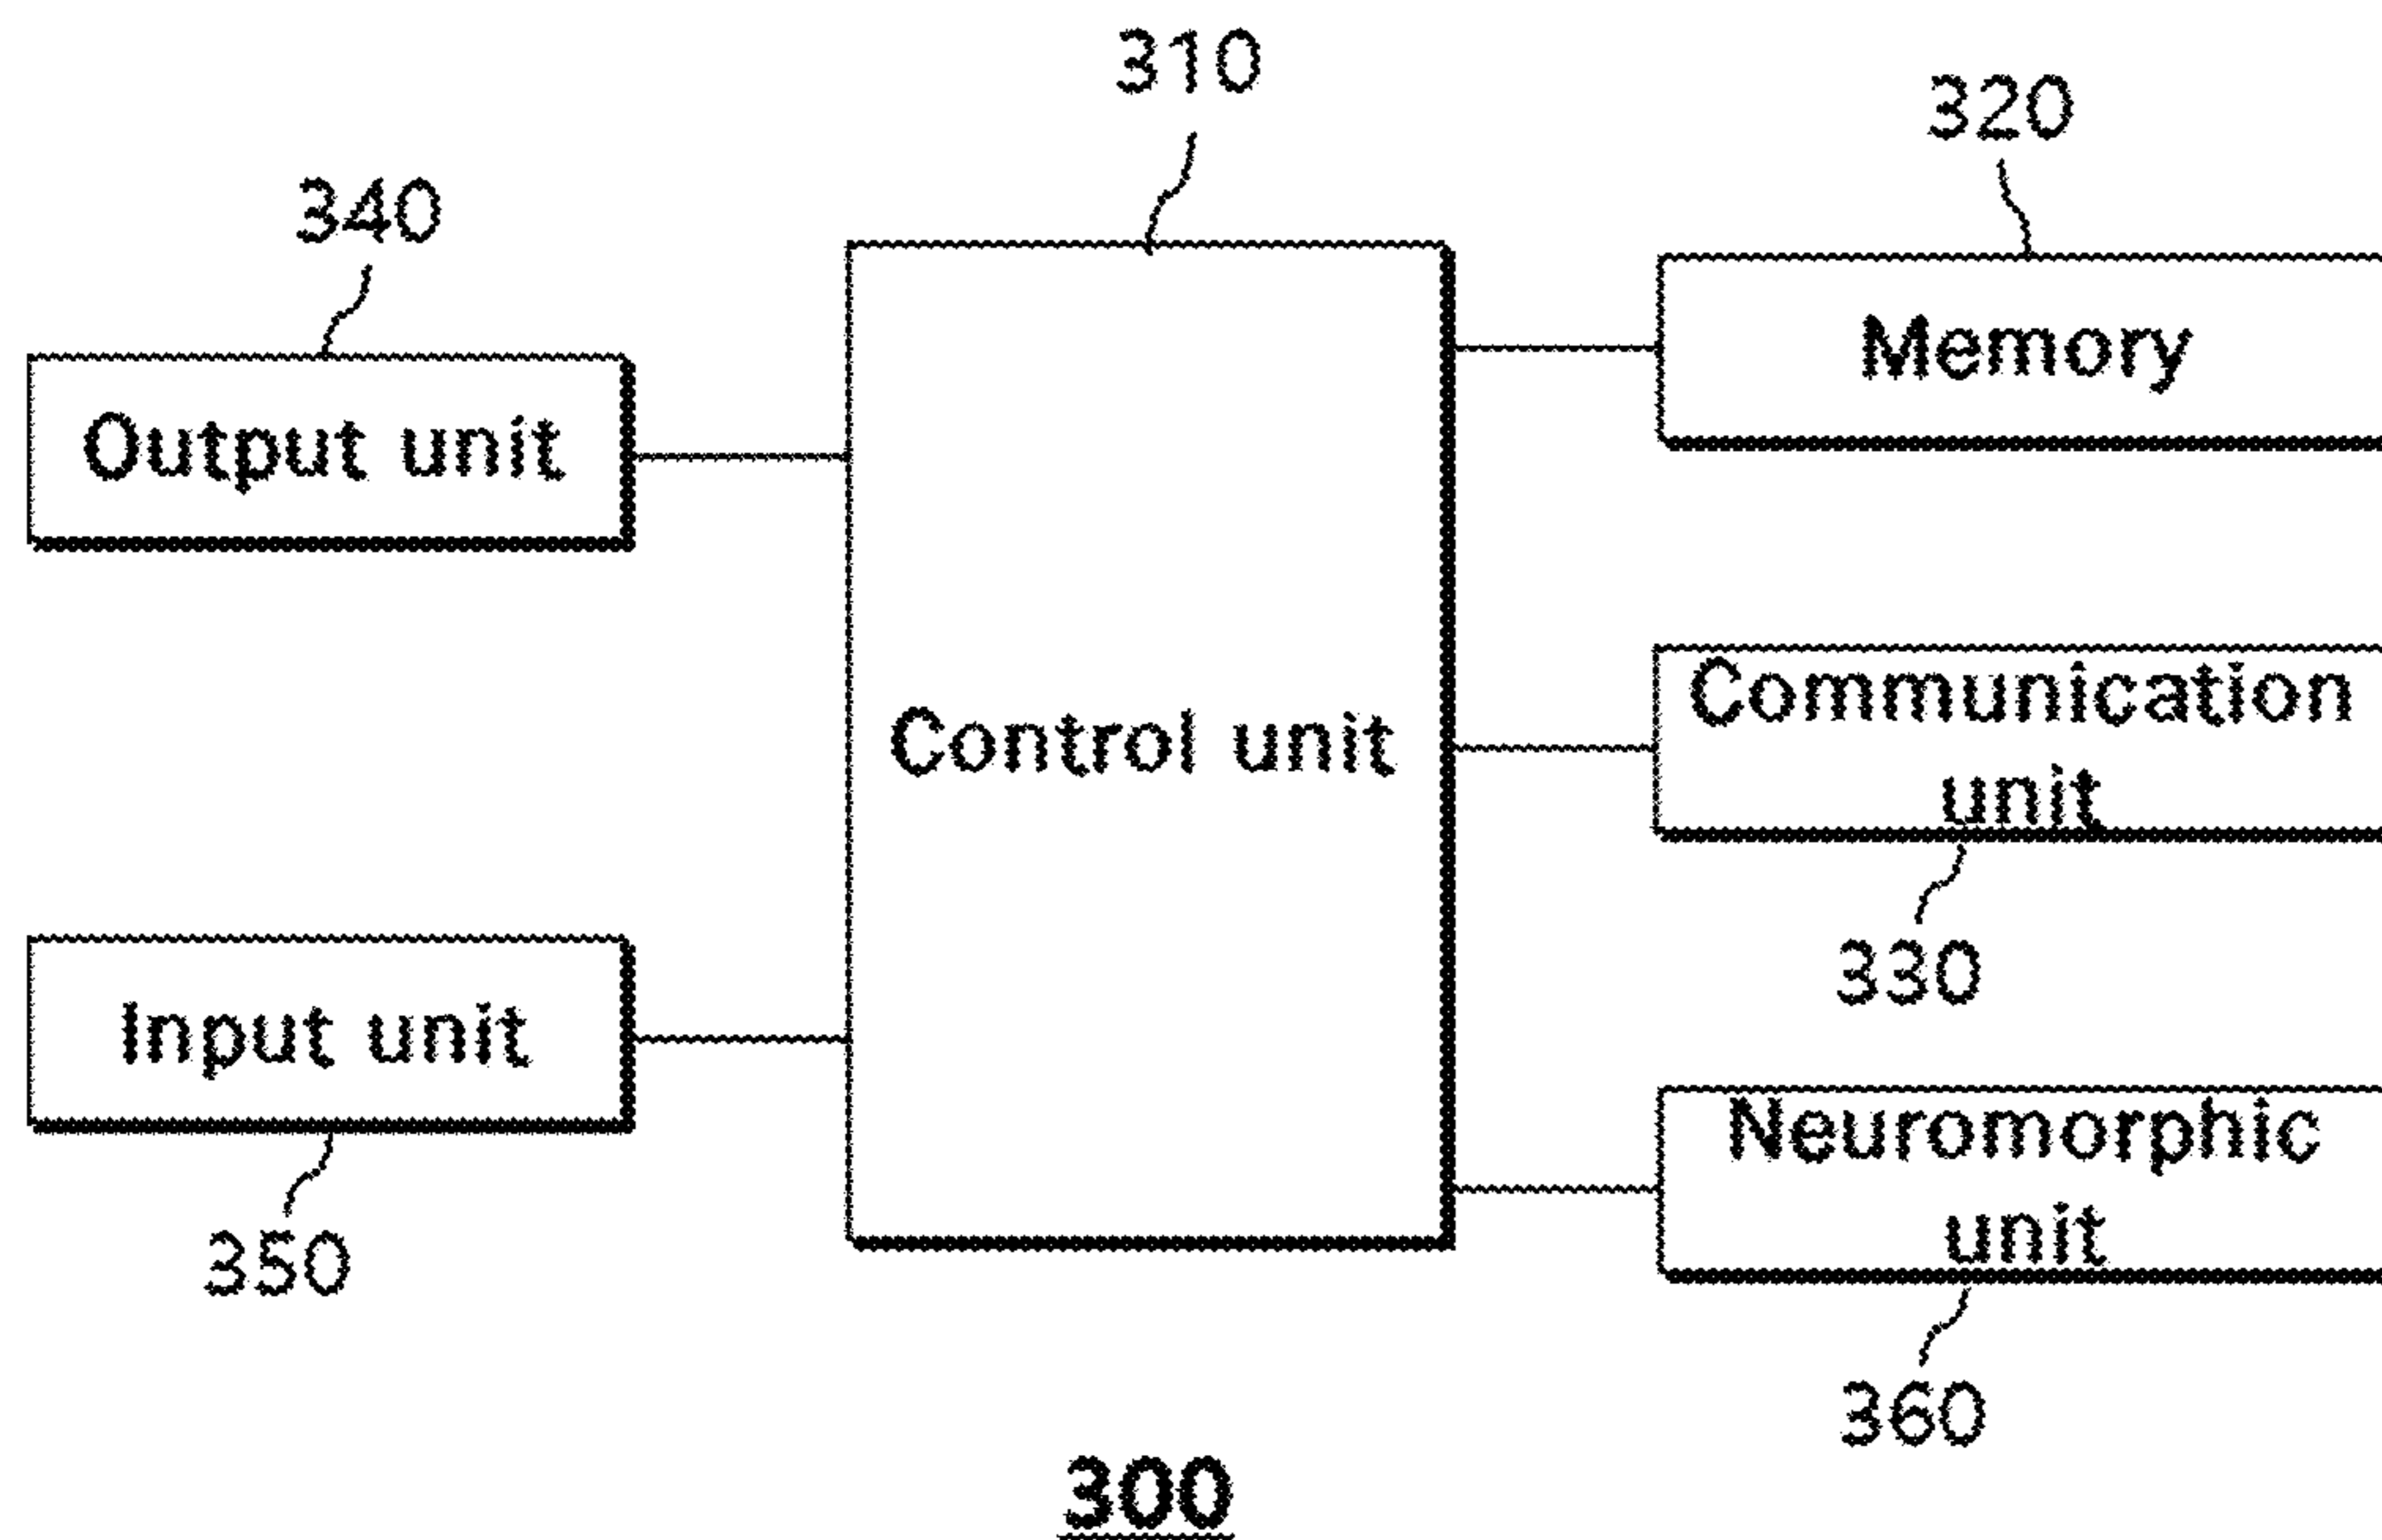 310
320
340
Memory
Output unit
Control unit
Communication
unit
330
Input unit
Neuromorphic
unit
350
360
300